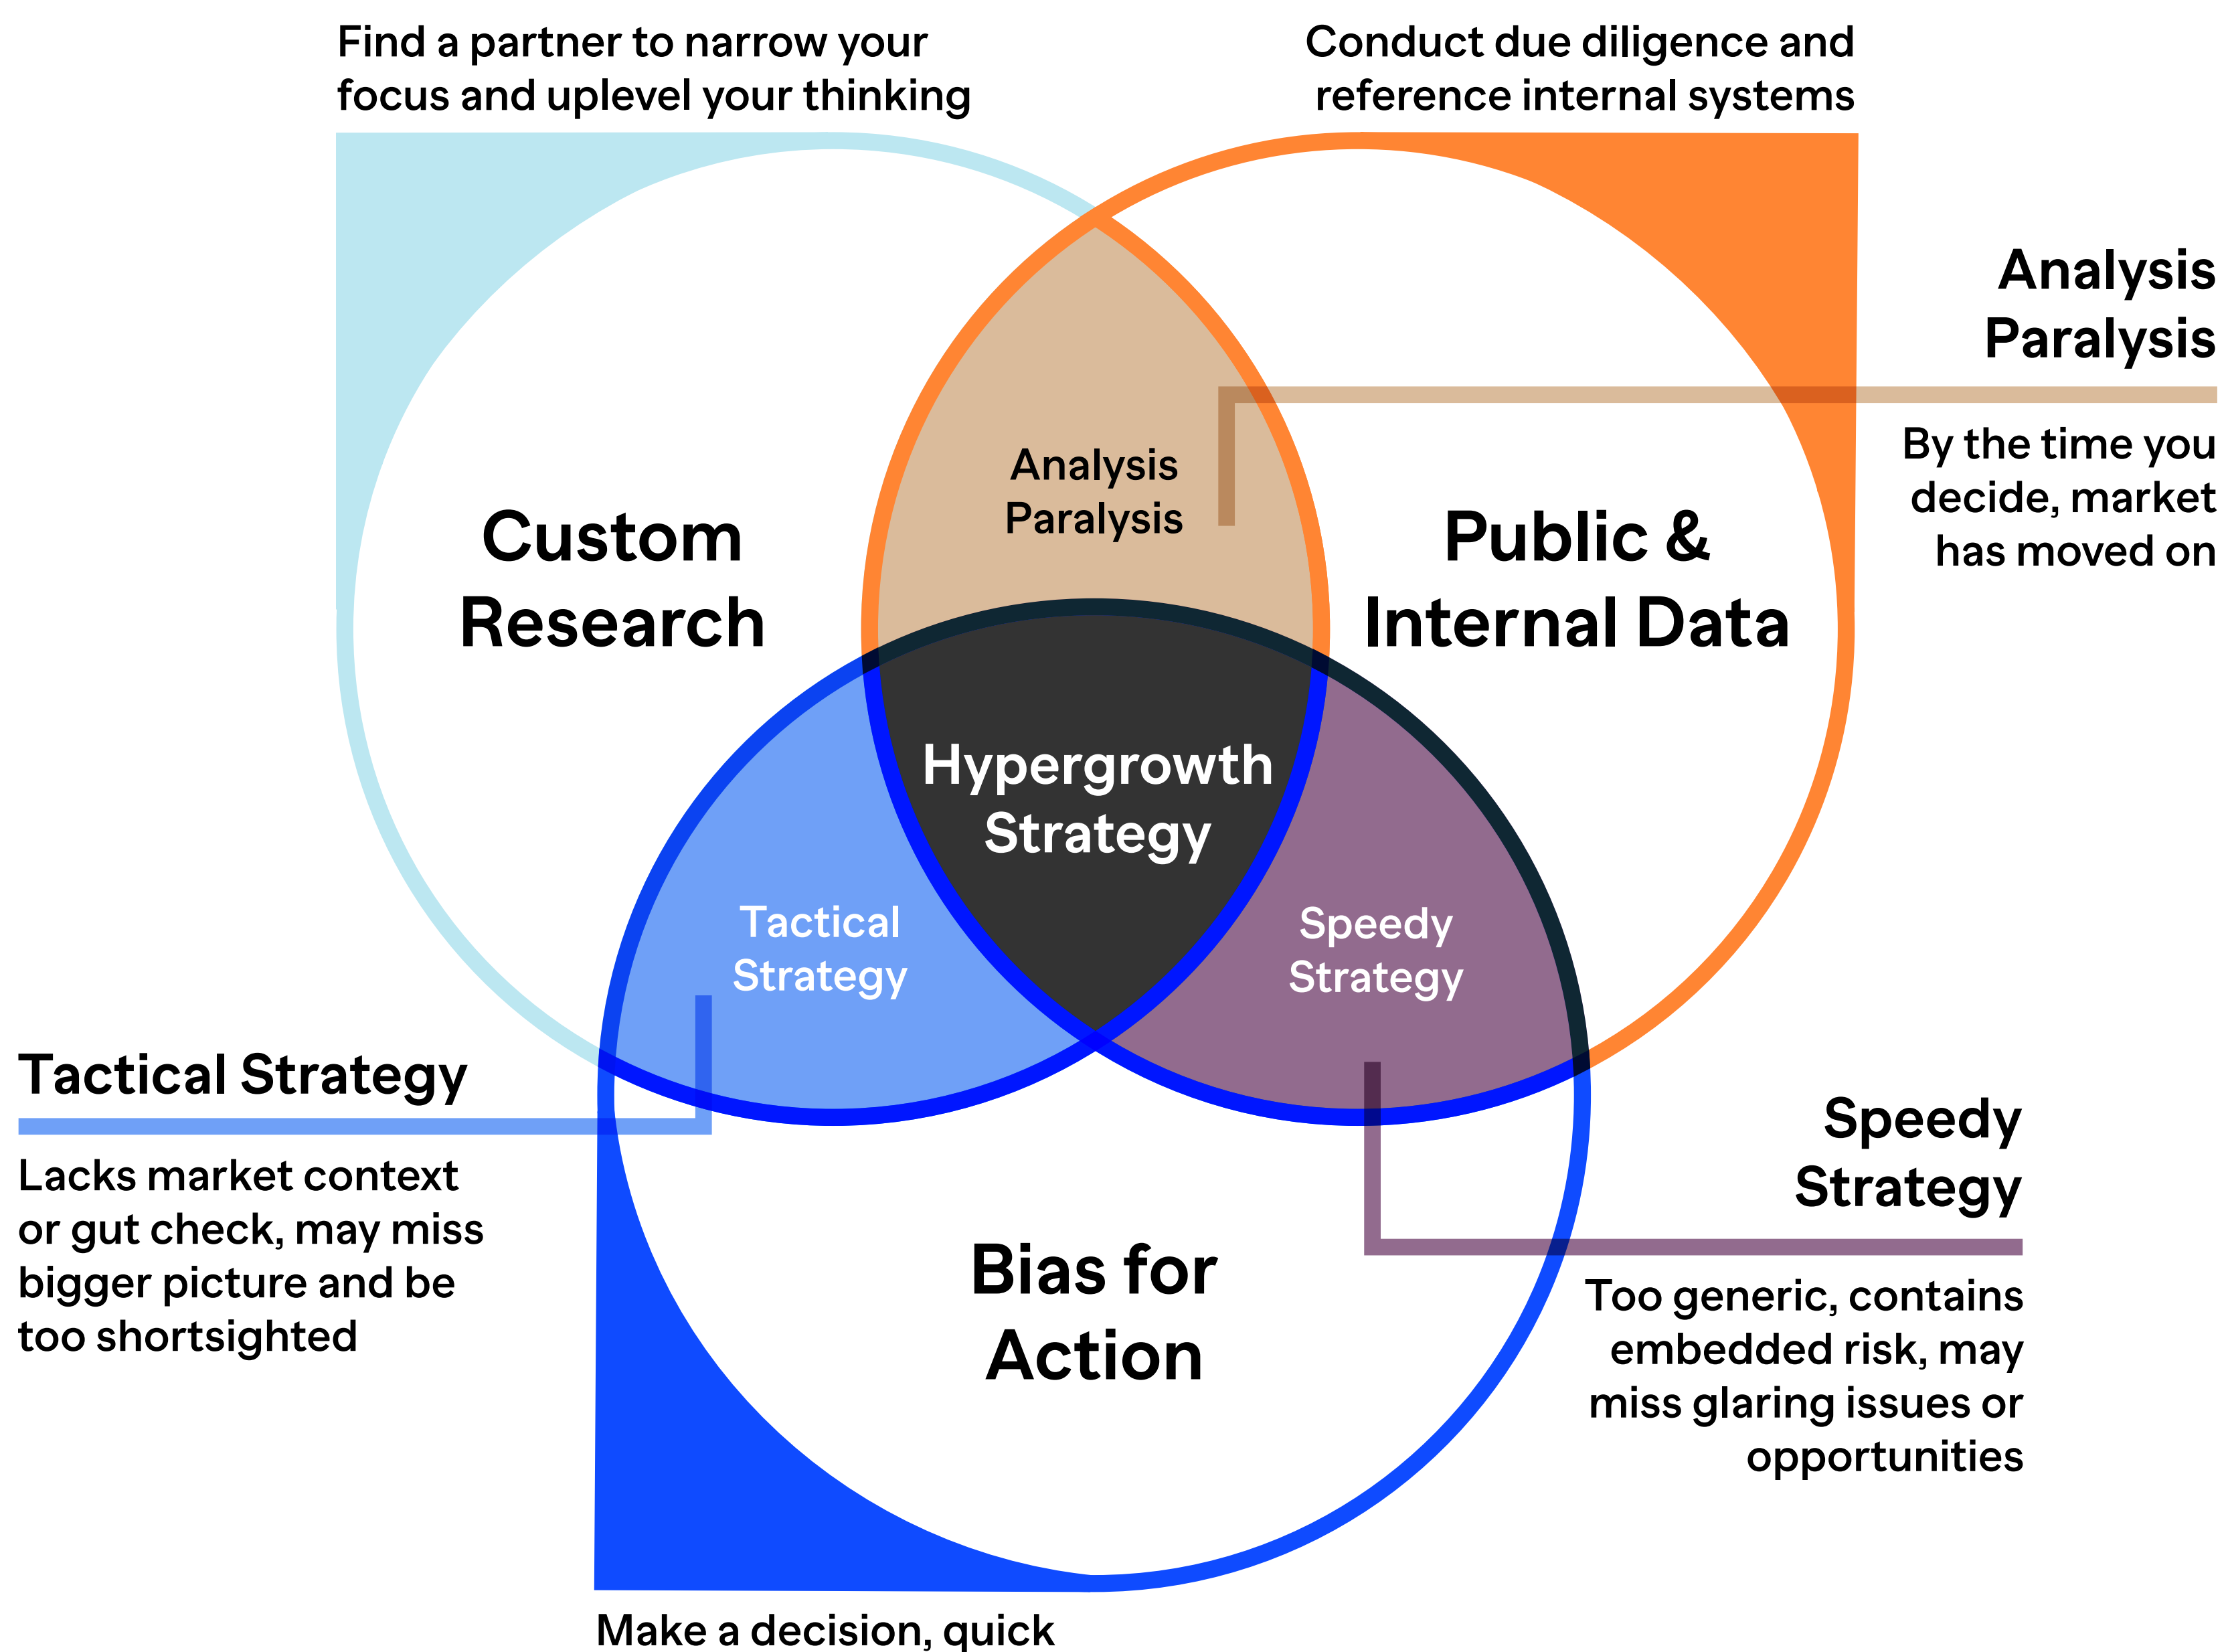 Find a partner to narrow your
focus and uplevel your thinking
Conduct due diligence and
reference internal systems
Analysis
Paralysis
By the time you
decide, market
has moved on
Analysis
Paralysis
Custom
Research
Public &
Internal Data
Hypergrowth
Strategy
Tactical
Strategy
Speedy
Strategy
Tactical Strategy
Lacks market context
or gut check, may miss
bigger picture and be
too shortsighted
Speedy
Strategy
Too generic, contains
embedded risk, may
miss glaring issues or
opportunities
Bias for
Action
Make a decision, quick